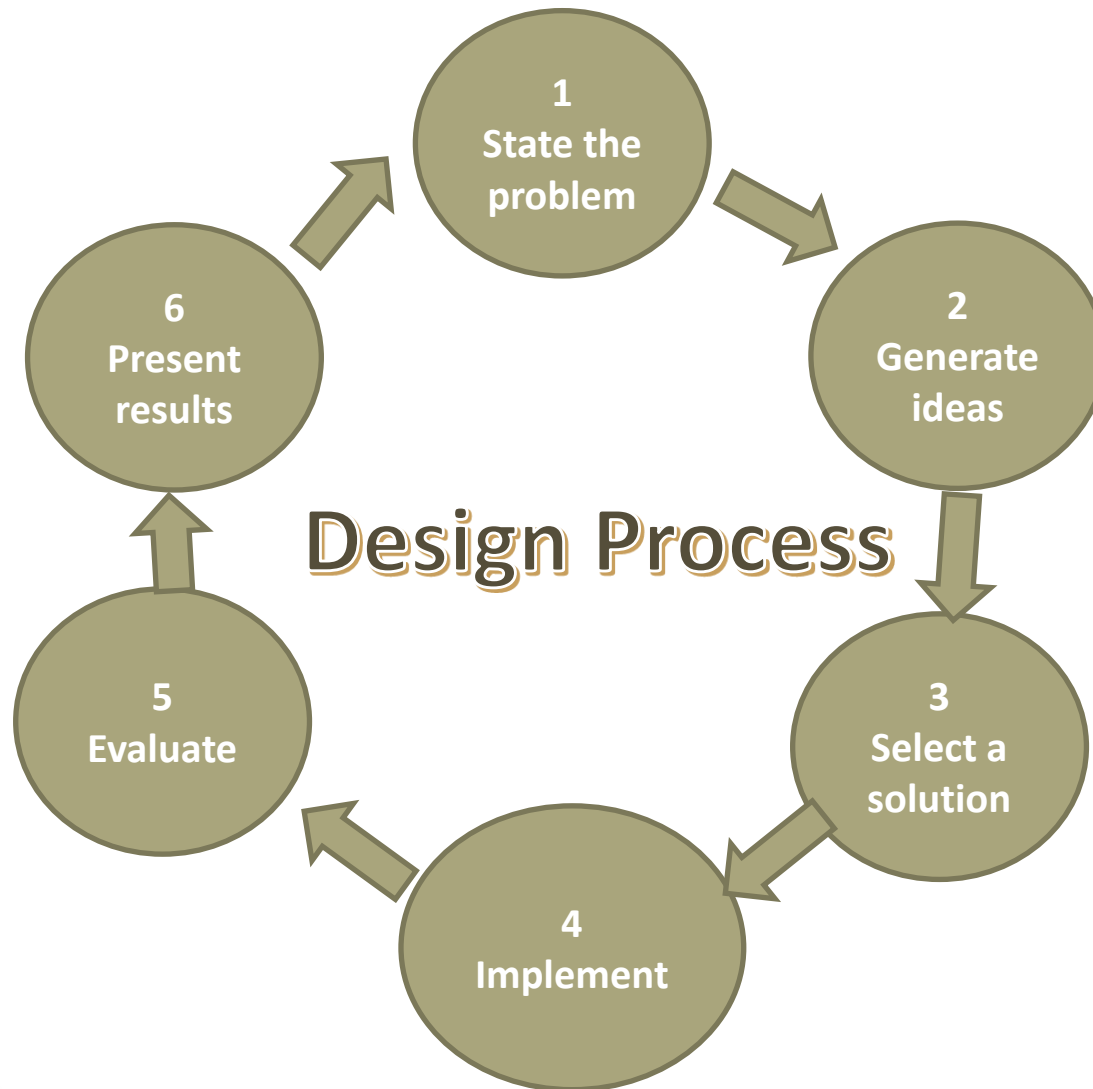 1
State the
problem
2
Generate
ideas
3
Select a
solution
4
Implement
5
Evaluate
6
Present
results
Design Process